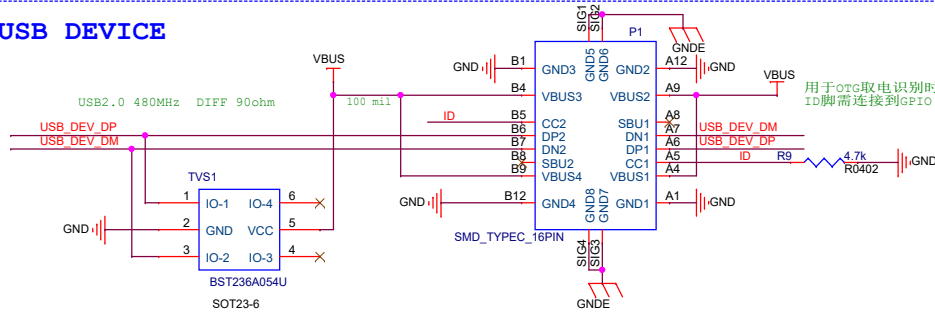 USB DEVICE
USB2.0 480MHz DIFF 90ohm
100 mil
VBUS
USB_DEV_DP
USB_DEV_DM
TVS1
1 IO-1 IO-4 6
GND 2 GND VCC 5
3 IO-2 IO-3 4
BST236A054U
SOT23-6
SIG1
SIG2
P1
GNDE
GND5
GND6
GND B1 GND3 GND2 A12 GND
B4 VBUS3 VBUS2 A9 VBUS
ID B5 CC2 SBU1 A8
B6 DP2 DN1 A7 USB_DEV_DM
B7 DN2 DP1 A6 USB_DEV_DP
B8 SBU2 CC1 A5 ID R9 4.7k GND
R0402
B9 VBUS4 VBUS1 A4
GND B12 GND4 GND1 A1 GND
GND8
GND7
SMD_TYPEC_16PIN
SIG4
SIG3
GNDE
用于OTG取电识别时
ID脚需连接到GPIO